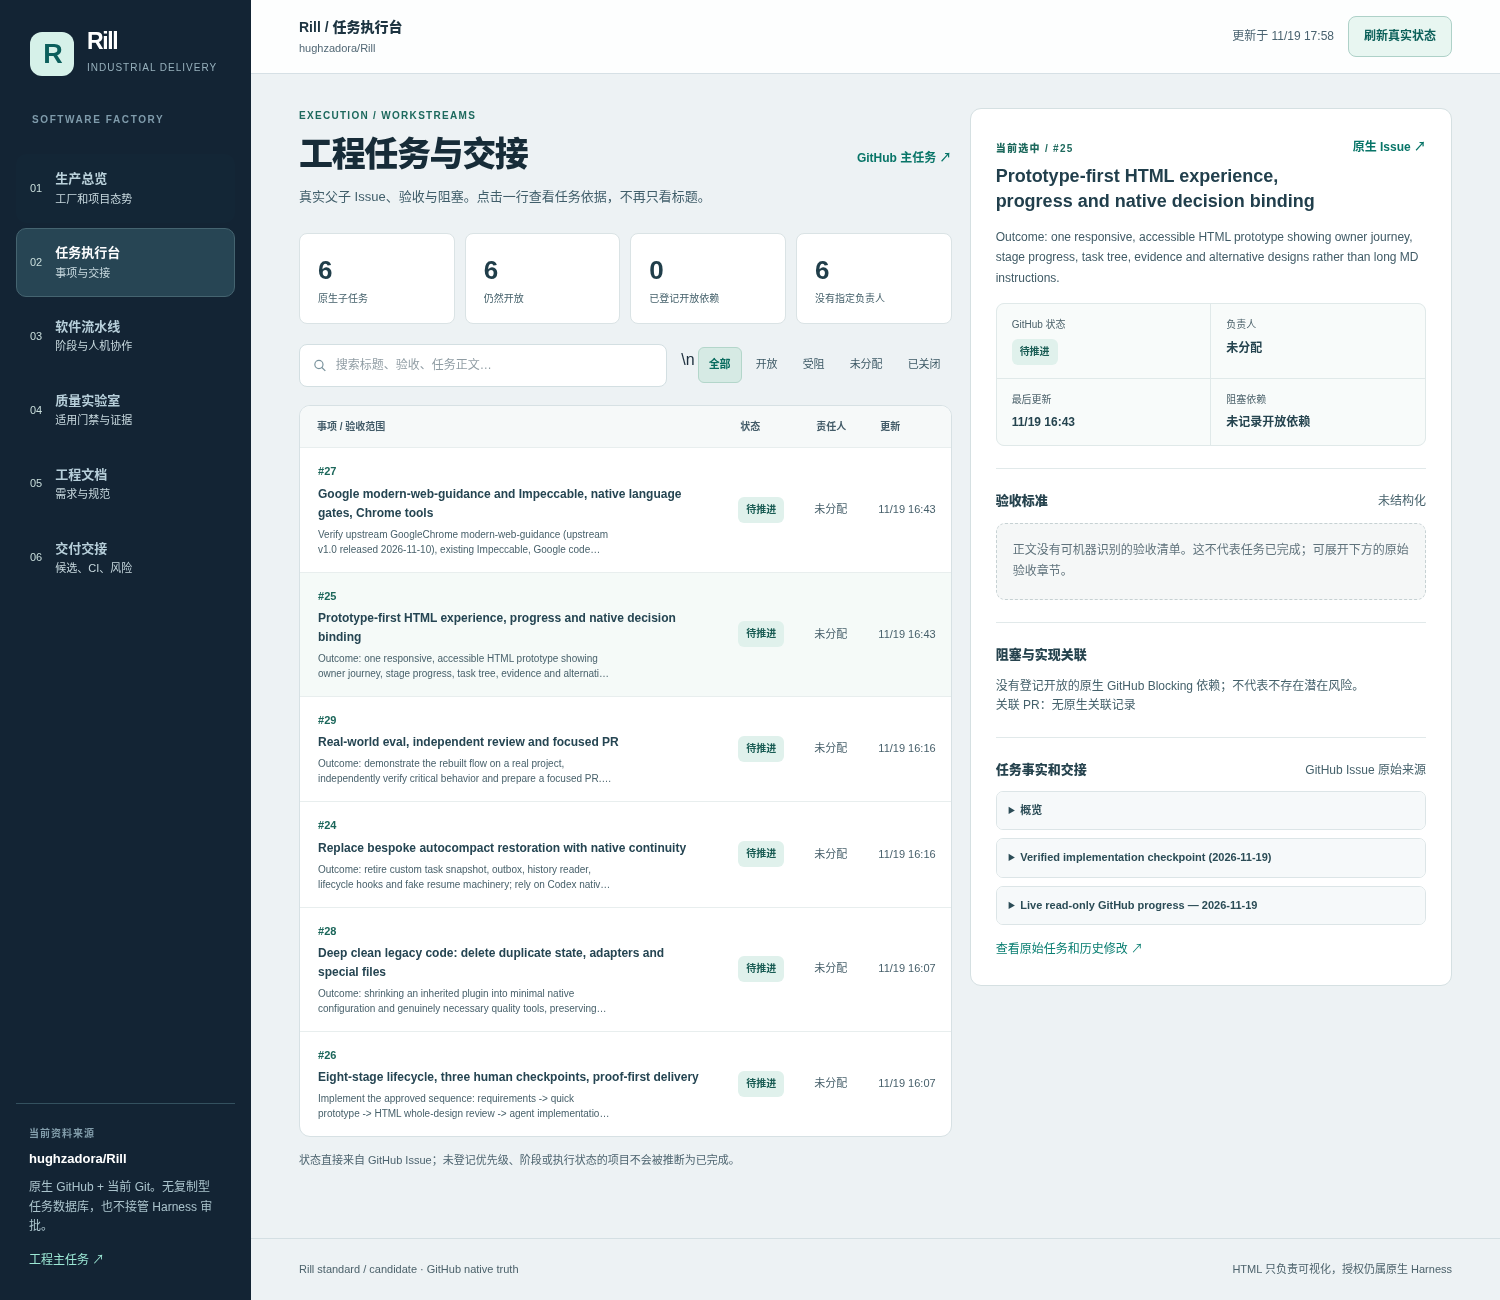 R
Rill
INDUSTRIAL DELIVERY
SOFTWARE FACTORY
01
生产总览
工厂和项目态势
02
任务执行台
事项与交接
03
软件流水线
阶段与人机协作
04
质量实验室
适用门禁与证据
05
工程文档
需求与规范
06
交付交接
候选、CI、风险
当前资料来源
hughzadora/Rill
原生 GitHub + 当前 Git。无复制型
任务数据库，也不接管 Harness 审
批。
工程主任务 ↗
Rill / 任务执行台
hughzadora/Rill
更新于 11/19 17:58
刷新真实状态
EXECUTION / WORKSTREAMS
工程任务与交接
GitHub 主任务 ↗
真实父子 Issue、验收与阻塞。点击一行查看任务依据，不再只看标题。
6
原生子任务
6
仍然开放
0
已登记开放依赖
6
没有指定负责人
搜索标题、验收、任务正文…
\n
全部
开放
受阻
未分配
已关闭
事项 / 验收范围
状态
责任人
更新
#27
Google modern-web-guidance and Impeccable, native language
gates, Chrome tools
Verify upstream GoogleChrome modern-web-guidance (upstream
v1.0 released 2026-11-10), existing Impeccable, Google code…
待推进
未分配
11/19 16:43
#25
Prototype-first HTML experience, progress and native decision
binding
Outcome: one responsive, accessible HTML prototype showing
owner journey, stage progress, task tree, evidence and alternati…
待推进
未分配
11/19 16:43
#29
Real-world eval, independent review and focused PR
Outcome: demonstrate the rebuilt flow on a real project,
independently verify critical behavior and prepare a focused PR.…
待推进
未分配
11/19 16:16
#24
Replace bespoke autocompact restoration with native continuity
Outcome: retire custom task snapshot, outbox, history reader,
lifecycle hooks and fake resume machinery; rely on Codex nativ…
待推进
未分配
11/19 16:16
#28
Deep clean legacy code: delete duplicate state, adapters and
special files
Outcome: shrinking an inherited plugin into minimal native
configuration and genuinely necessary quality tools, preserving…
待推进
未分配
11/19 16:07
#26
Eight-stage lifecycle, three human checkpoints, proof-first delivery
Implement the approved sequence: requirements -> quick
prototype -> HTML whole-design review -> agent implementatio…
待推进
未分配
11/19 16:07
状态直接来自 GitHub Issue；未登记优先级、阶段或执行状态的项目不会被推断为已完成。
当前选中 / #25
原生 Issue ↗
Prototype-first HTML experience,
progress and native decision binding
Outcome: one responsive, accessible HTML prototype showing owner journey,
stage progress, task tree, evidence and alternative designs rather than long MD
instructions.
GitHub 状态
待推进
负责人
未分配
最后更新
11/19 16:43
阻塞依赖
未记录开放依赖
验收标准
未结构化
正文没有可机器识别的验收清单。这不代表任务已完成；可展开下方的原始
验收章节。
阻塞与实现关联
没有登记开放的原生 GitHub Blocking 依赖；不代表不存在潜在风险。
关联 PR：无原生关联记录
任务事实和交接
GitHub Issue 原始来源
▶ 概览
▶ Verified implementation checkpoint (2026-11-19)
▶ Live read-only GitHub progress — 2026-11-19
查看原始任务和历史修改 ↗
Rill standard / candidate · GitHub native truth
HTML 只负责可视化，授权仍属原生 Harness